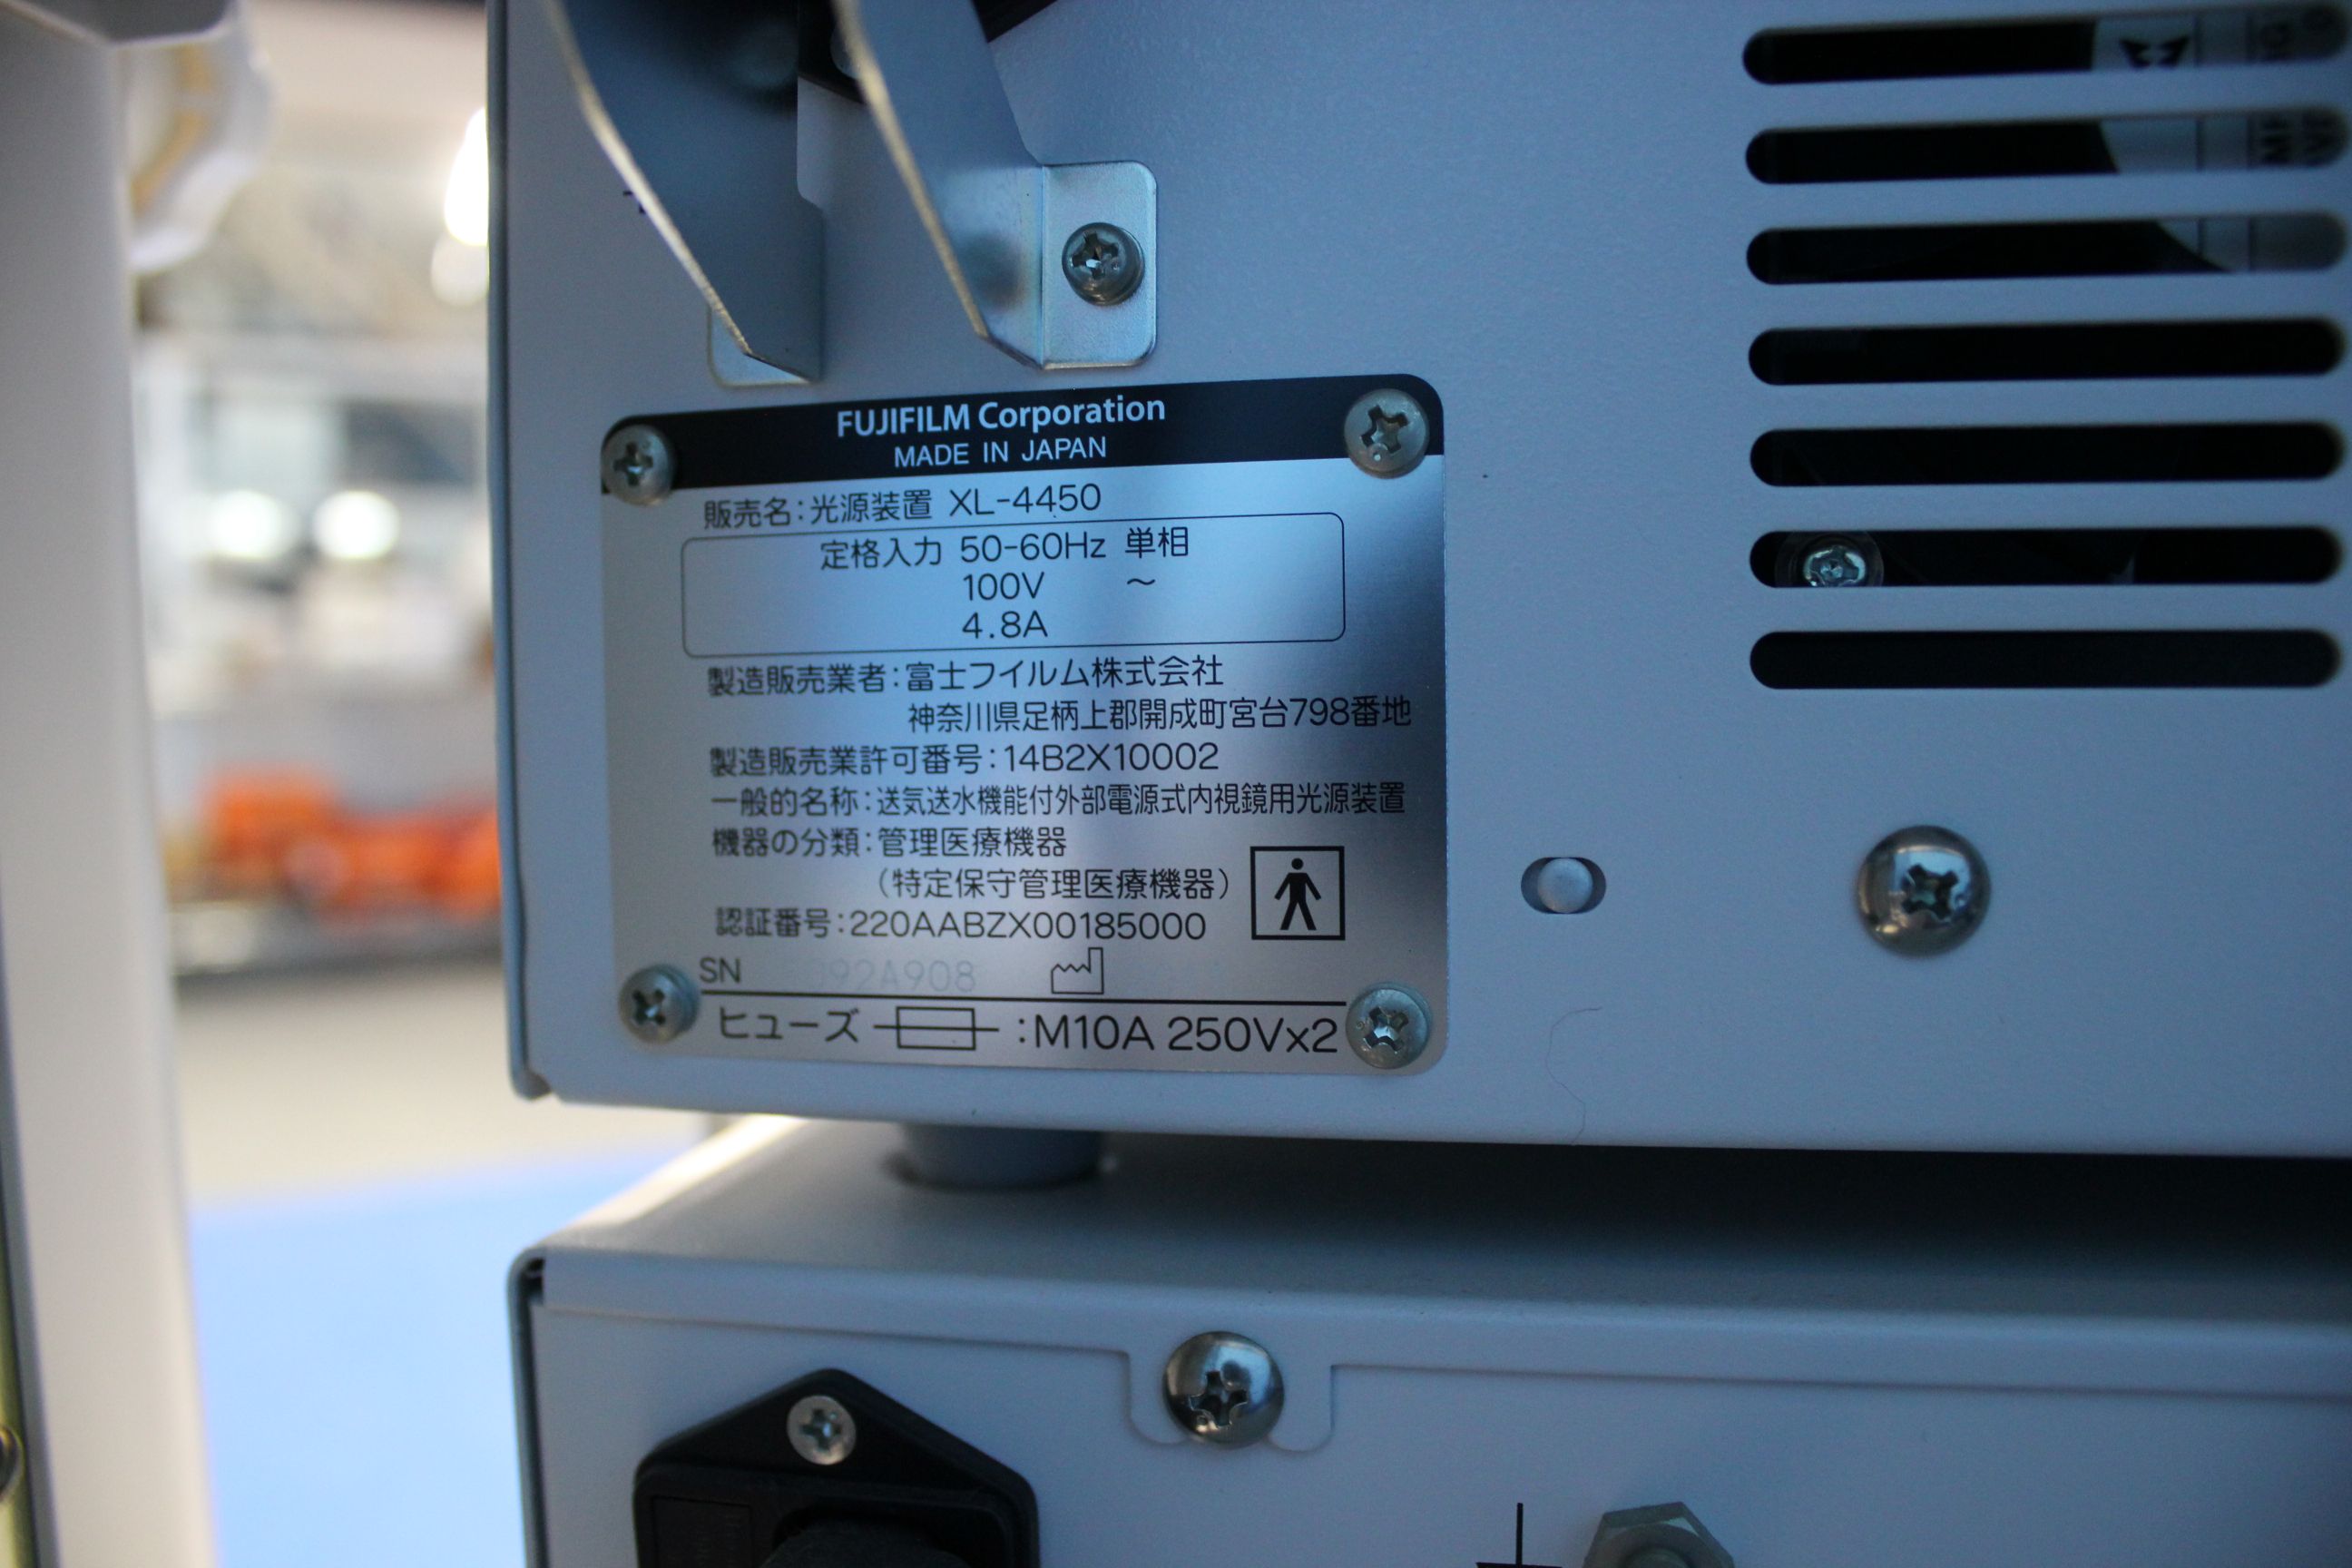 FUJIFILM Corporation
MADE IN JAPAN
販売名:光源装置 XL-4450
定格入力 50-60Hz 単相
100V ~
4.8A
製造販売業者:富士フイルム株式会社
神奈川県足柄上郡開成町宮台798番地
製造販売業許可番号:14B2X10002
一般的名称:送気送水機能付外部電源式内視鏡用光源装置
機器の分類:管理医療機器
(特定保守管理医療機器)
認証番号:220AABZX00185000
SN
ヒューズ :M10A 250Vx2